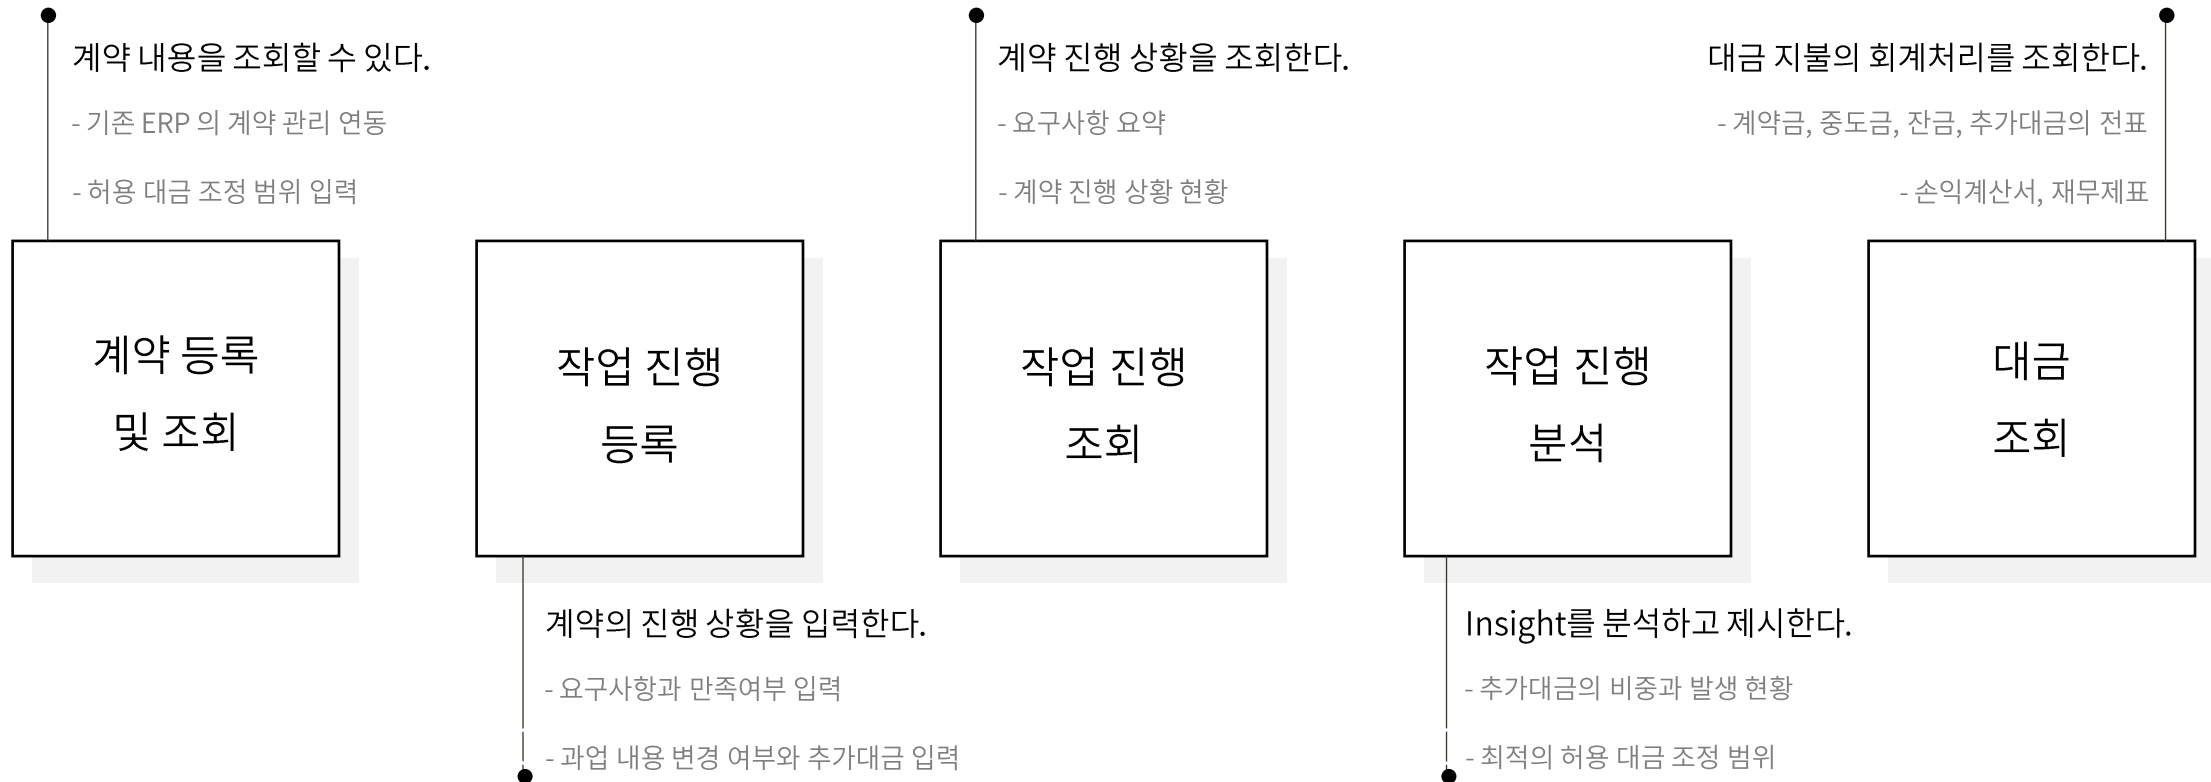 계약 내용을 조회할 수 있다.
- 기존 ERP 의 계약 관리 연동
- 허용 대금 조정 범위 입력
계약 진행 상황을 조회한다.
- 요구사항 요약
- 계약 진행 상황 현황
대금 지불의 회계처리를 조회한다.
- 계약금, 중도금, 잔금, 추가대금의 전표
- 손익계산서, 재무제표
계약 등록
및 조회
작업 진행
등록
작업 진행
조회
작업 진행
분석
대금
조회
계약의 진행 상황을 입력한다.
- 요구사항과 만족여부 입력
- 과업 내용 변경 여부와 추가대금 입력
Insight를 분석하고 제시한다.
- 추가대금의 비중과 발생 현황
- 최적의 허용 대금 조정 범위